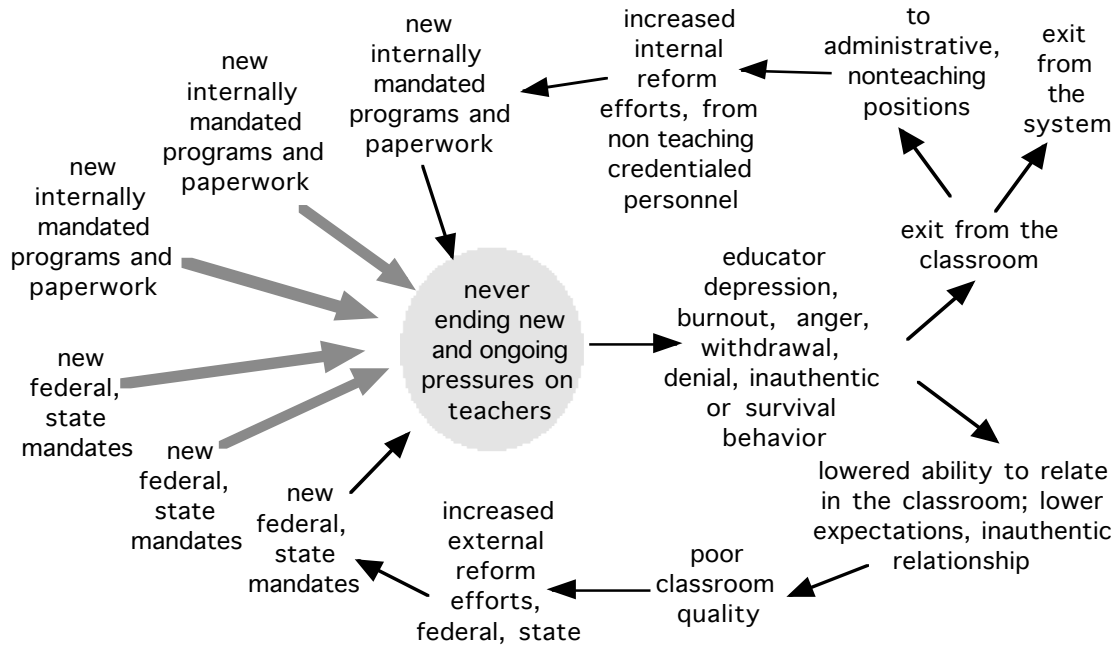 new
internally
mandated
programs and
paperwork
new
internally
mandated
programs and
paperwork
new
internally
mandated
programs and
paperwork
increased
internal
reform
efforts, from
non teaching
credentialed
personnel
to
administrative,
nonteaching
positions
exit
from
the
system
exit from the
classroom
never
ending new
and ongoing
pressures on
teachers
educator
depression,
burnout, anger,
withdrawal,
denial, inauthentic
or survival
behavior
new
federal,
state
mandates
new
federal,
state
mandates
new
federal,
state
mandates
increased
external
reform
efforts,
federal, state
poor
classroom
quality
lowered ability to relate
in the classroom; lower
expectations, inauthentic
relationship